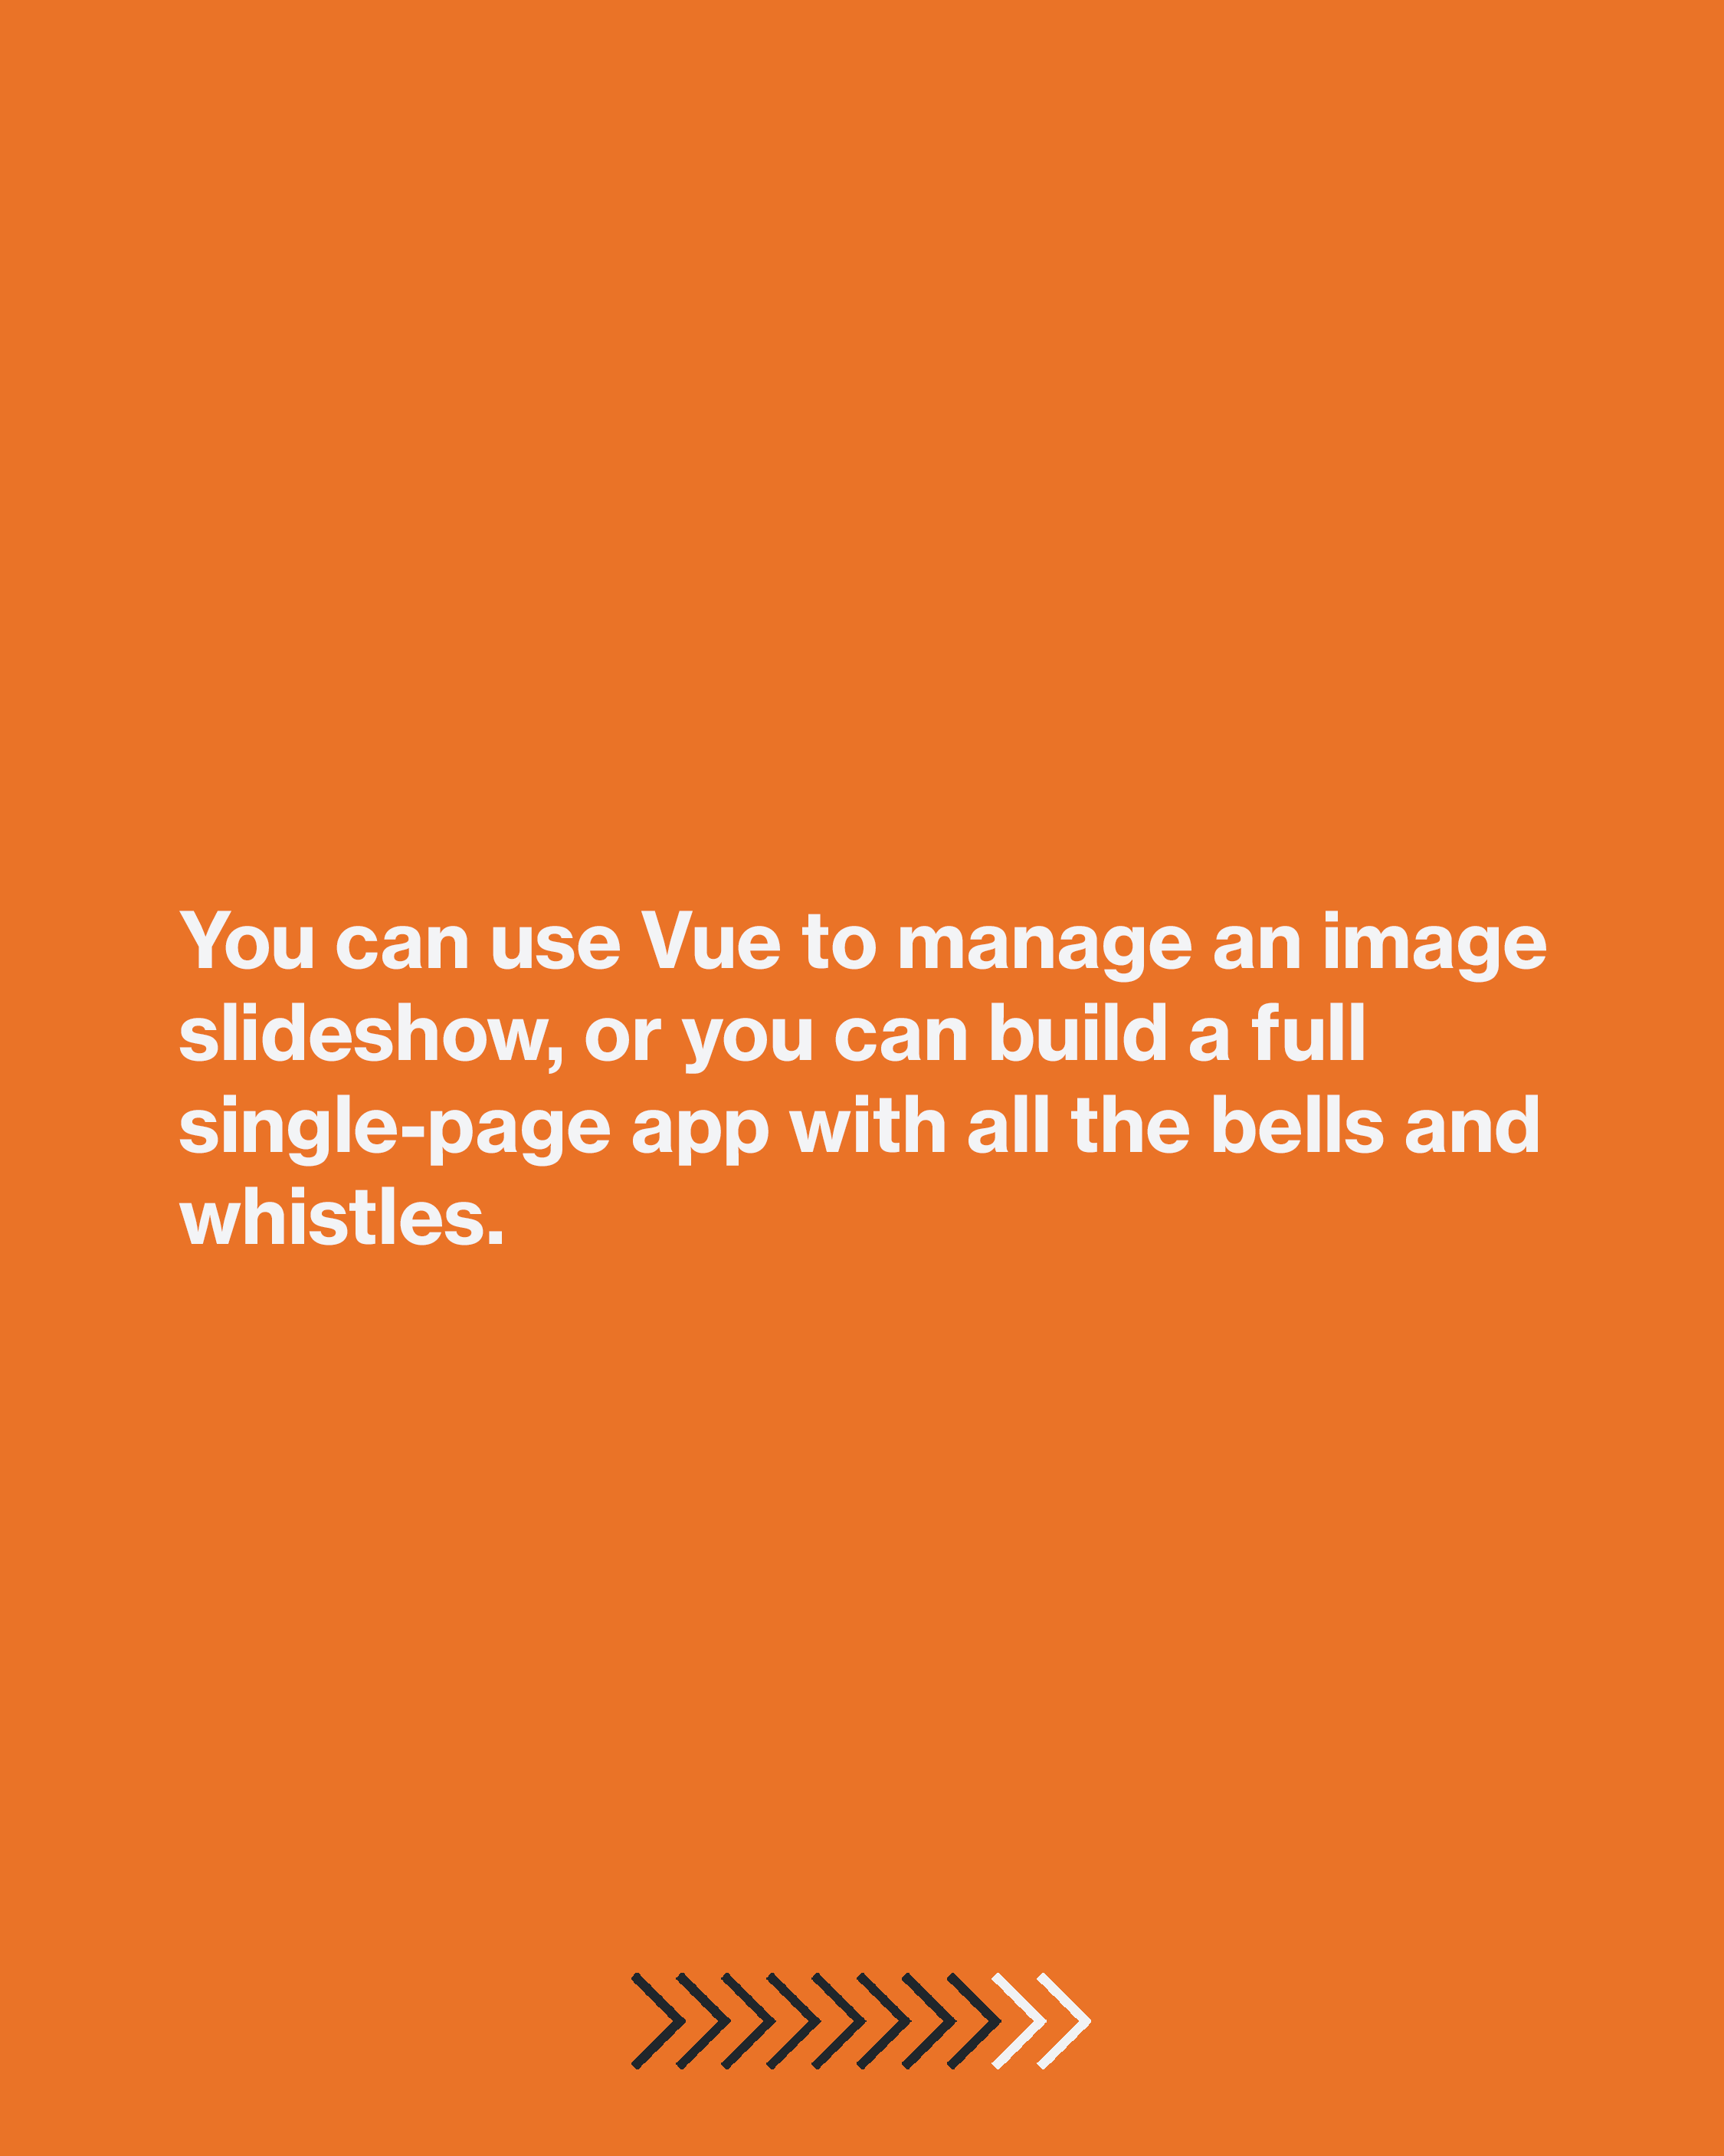 You can use Vue to manage an image
slideshow, or you can build a full
single-page app with all the bells and
whistles.